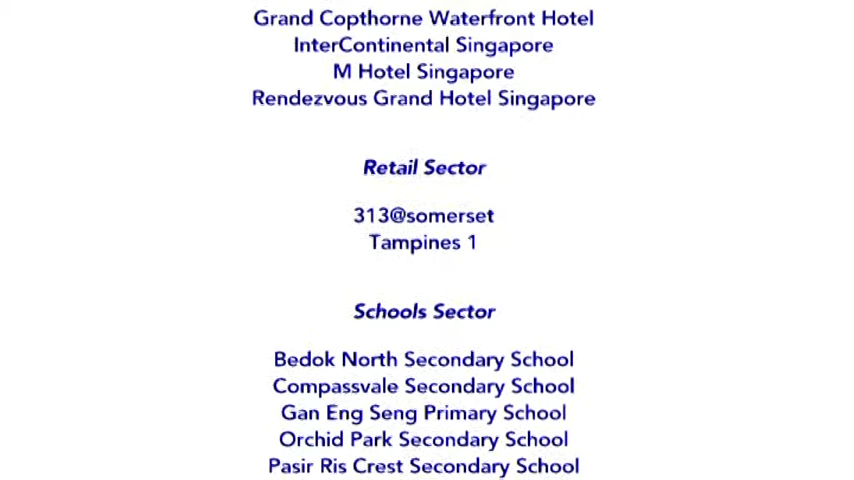 Grand Copthorne Waterfront Hotel
InterContinental Singapore
M Hotel Singapore
Rendezvous Grand Hotel Singapore
Retail Sector
313@somerset
Tampines 1
Schools Sector
Bedok North Secondary School
Compassvale Secondary School
Gan Eng Seng Primary School
Orchid Park Secondary School
Pasir Ris Crest Secondary School